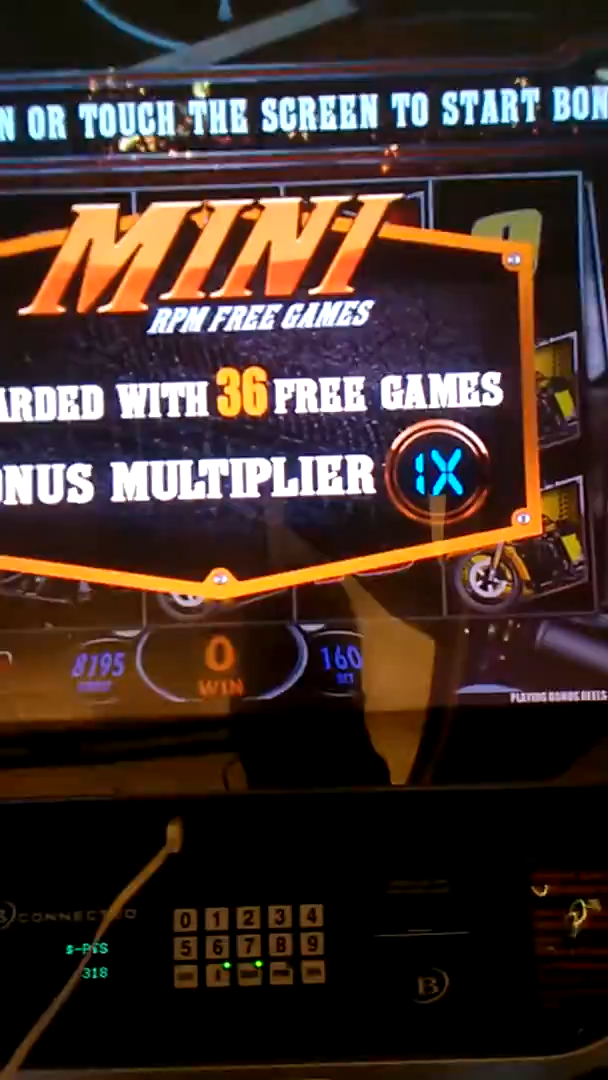 N OR TOUCH THE SCREEN TO START BON
MINI
RPM FREE GAMES
ARDED WITH 36 FREE GAMES
ONUS MULTIPLIER 1X
8195
0
WIN
160
BET
PLAYING BONUS REELS
B CONNECTED
s-PTS
318
0 1 2 3 4
5 6 7 8 9
B